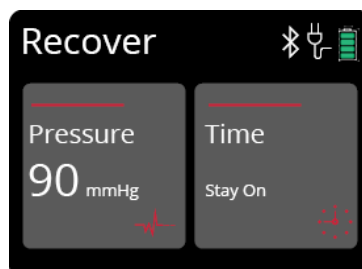 Recover
Pressure
90 mmHg
Time
Stay On